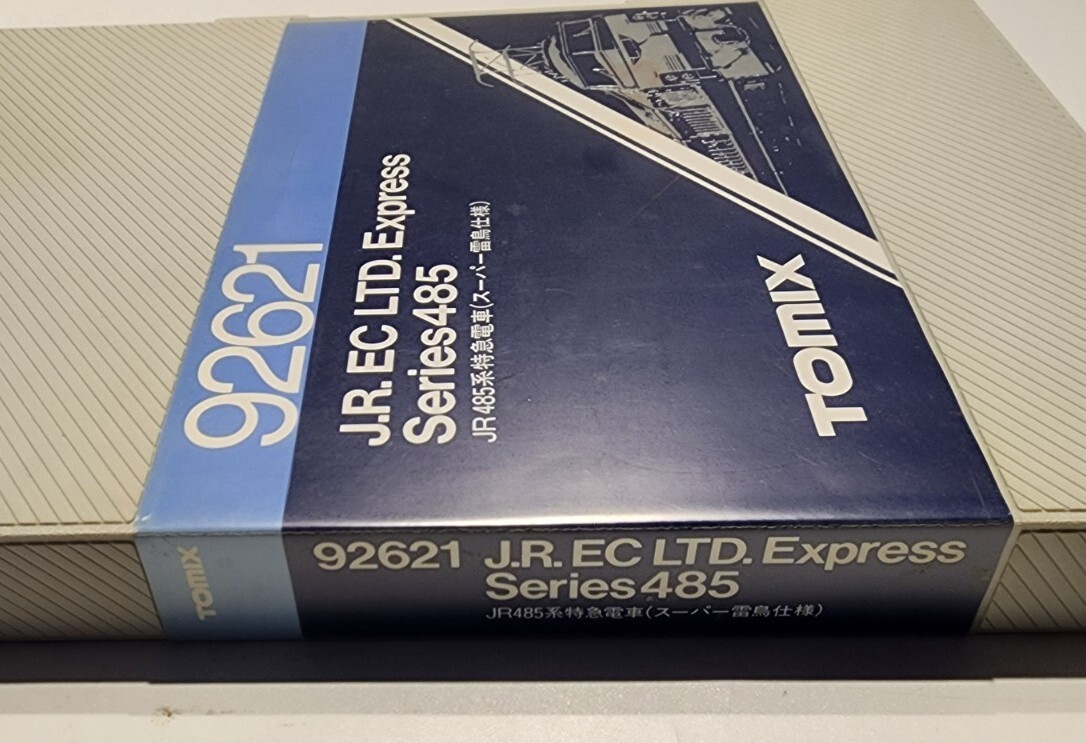 92621
J.R. EC LTD. Express
Series485
JR485系特急電車(スーパー雷鳥仕様)
TOMIX
TOMIX
92621 J.R. EC LTD. Express
Series485
JR485系特急電車(スーパー雷鳥仕様)